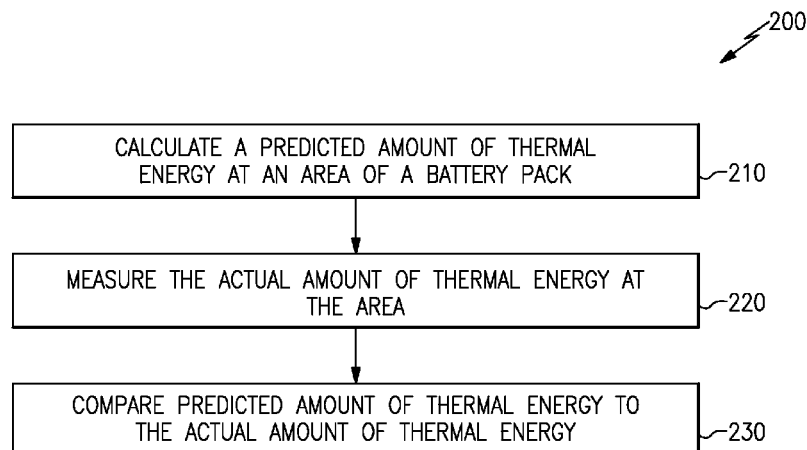 200
CALCULATE A PREDICTED AMOUNT OF THERMAL
ENERGY AT AN AREA OF A BATTERY PACK
210
MEASURE THE ACTUAL AMOUNT OF THERMAL ENERGY AT
THE AREA
220
COMPARE PREDICTED AMOUNT OF THERMAL ENERGY TO
THE ACTUAL AMOUNT OF THERMAL ENERGY
230